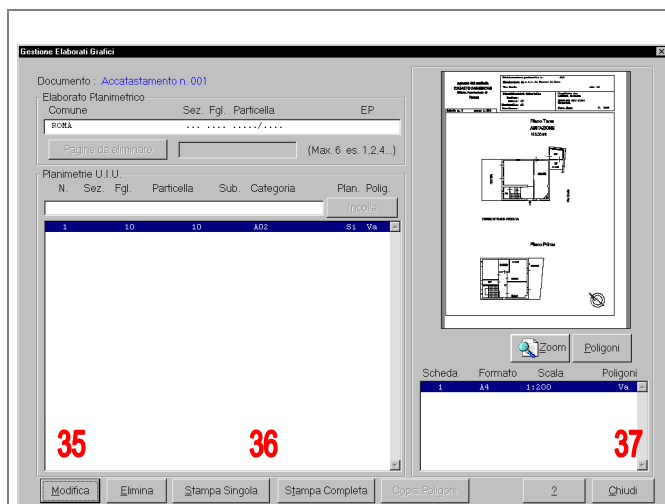 Gestione Elaborati Grafici
Documento : Accatastamento n. 001
Elaborato Planimetrico
Comune Sez. Fgl. Particella EP
ROMA ... .... ...../....
Pagine da eliminare (Max. 6 es. 1,2,4...)
Planimetrie U.I.U.
N. Sez. Fgl. Particella Sub. Categoria Plan. Polig.
Incolla
1 10 10 A02 Si Va
Piano Terra
ABITAZIONE
Piano Primo
Zoom Poligoni
Scheda Formato Scala Poligoni
1 A4 1:200 Va
35 36 37
Modifica Elimina Stampa Singola Stampa Completa Copia Poligoni ? Chiudi